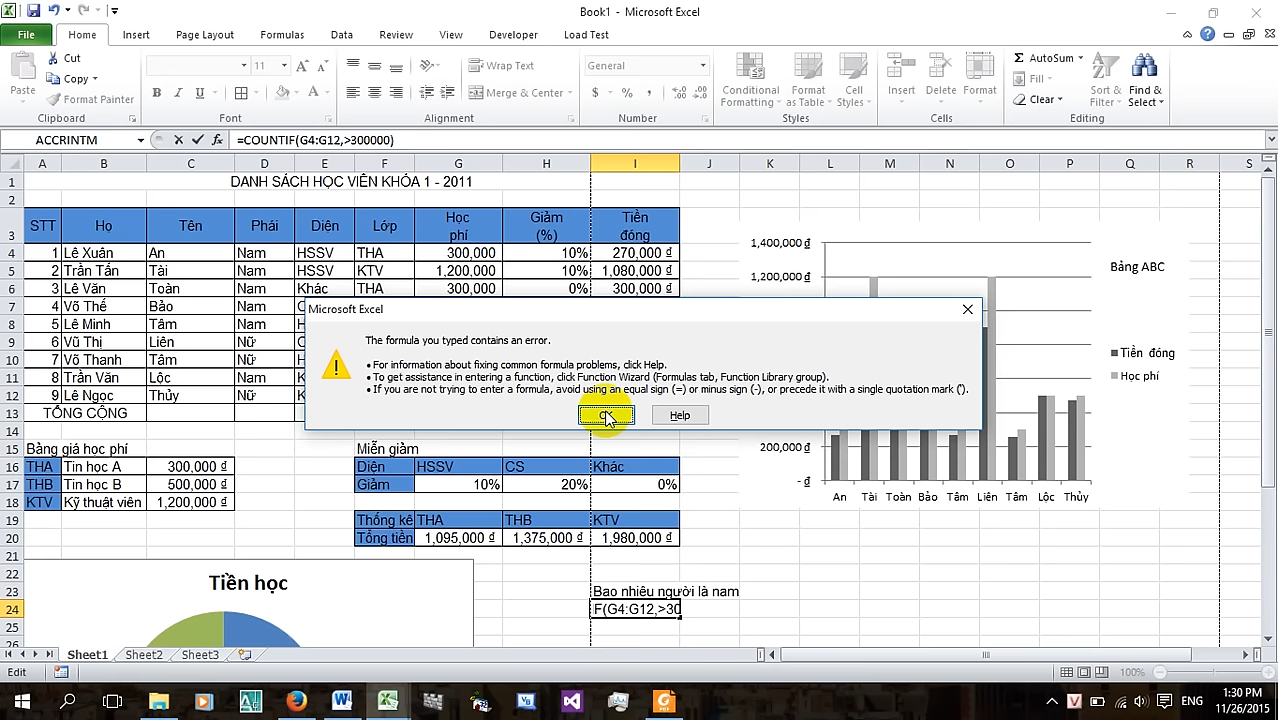 Book1 - Microsoft Excel
File Home Insert Page Layout Formulas Data Review View Developer Load Test
Paste
Cut
Copy
Format Painter
Clipboard
11
A A
B I U
A
Font
Wrap Text
Merge & Center
Alignment
General
$ % ,
Number
Conditional Formatting
Format as Table
Cell Styles
Styles
Insert Delete Format
Cells
Σ AutoSum
Fill
Clear
Sort & Filter
Find & Select
Editing
ACCRINTM fx =COUNTIF(G4:G12,>300000)
A B C D E F G H I J K L M N O P Q R S
1 DANH SÁCH HỌC VIÊN KHÓA 1 - 2011
2
3 STT Họ Tên Phái Diện Lớp Học phí Giảm (%) Tiền đóng
4 1 Lê Xuân An Nam HSSV THA 300,000 10% 270,000 ₫
5 2 Trần Tấn Tài Nam HSSV KTV 1,200,000 10% 1,080,000 ₫
6 3 Lê Văn Toàn Nam Khác THA 300,000 0% 300,000 ₫
7 4 Võ Thế Bảo Nam
8 5 Lê Minh Tâm Nam
9 6 Vũ Thị Liên Nữ
10 7 Võ Thanh Tâm Nữ
11 8 Trần Văn Lộc Nam
12 9 Lê Ngọc Thủy Nữ
13 TỔNG CỘNG
14
15 Bảng giá học phí Miễn giảm
16 THA Tin học A 300,000 ₫ Diện HSSV CS Khác
17 THB Tin học B 500,000 ₫ Giảm 10% 20% 0%
18 KTV Kỹ thuật viên 1,200,000 ₫
19 Thống kê THA THB KTV
20 Tổng tiền 1,095,000 ₫ 1,375,000 ₫ 1,980,000 ₫
21
22
23 Bao nhiêu người là nam
24 F(G4:G12,>30
25
26
Microsoft Excel
The formula you typed contains an error.
• For information about fixing common formula problems, click Help.
• To get assistance in entering a function, click Function Wizard (Formulas tab, Function Library group).
• If you are not trying to enter a formula, avoid using an equal sign (=) or minus sign (-), or precede it with a single quotation mark (').
OK Help
1,400,000 ₫
1,200,000 ₫
200,000 ₫
- ₫
An Tài Toàn Bảo Tâm Liên Tâm Lộc Thủy
Bảng ABC
Tiền đóng
Học phí
Tiền học
Sheet1 Sheet2 Sheet3
Edit 100%
ENG
1:30 PM
11/26/2015